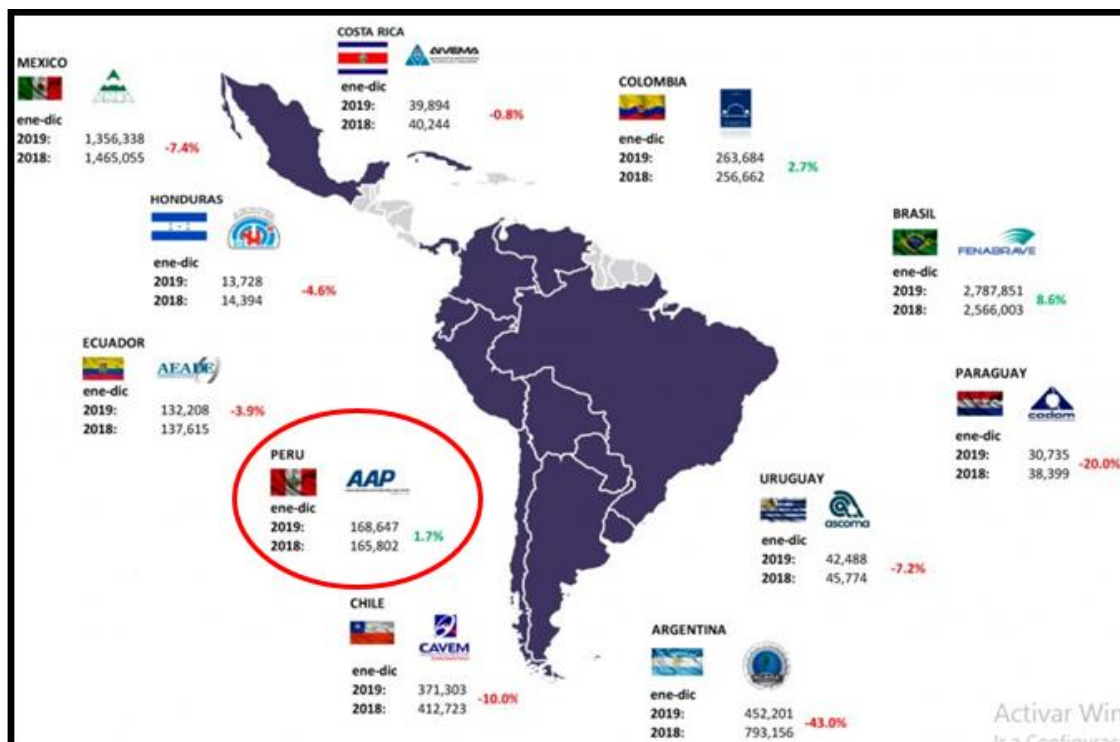 COSTA RICA
AIVEMA
ene-dic
2019: 39,894
2018: 40,244
-0.8%
MEXICO
ene-dic
2019: 1,356,338
2018: 1,465,055
-7.4%
COLOMBIA
ene-dic
2019: 263,684
2018: 256,662
2.7%
HONDURAS
ene-dic
2019: 13,728
2018: 14,394
-4.6%
BRASIL
FENABRAVE
ene-dic
2019: 2,787,851
2018: 2,566,003
8.6%
ECUADOR
AEADE
ene-dic
2019: 132,208
2018: 137,615
-3.9%
PARAGUAY
cadam
ene-dic
2019: 30,735
2018: 38,399
-20.0%
PERU
AAP
ene-dic
2019: 168,647
2018: 165,802
1.7%
URUGUAY
ascoma
ene-dic
2019: 42,488
2018: 45,774
-7.2%
CHILE
CAVEM
ene-dic
2019: 371,303
2018: 412,723
-10.0%
ARGENTINA
ene-dic
2019: 452,201
2018: 793,156
-43.0%
Activar Win